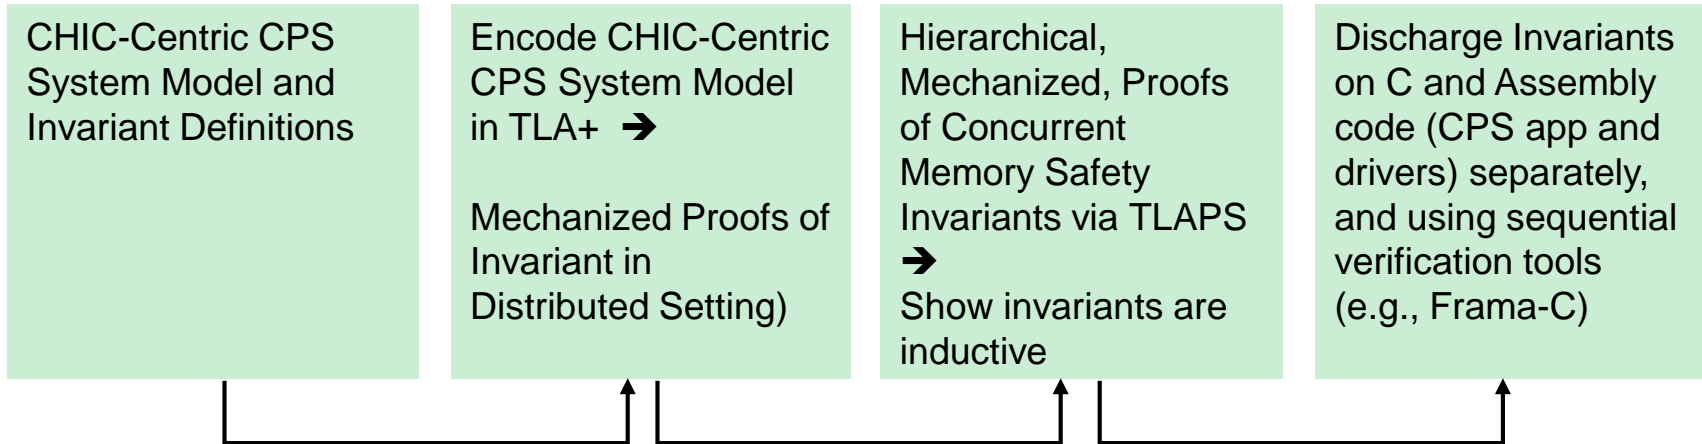 CHIC-Centric CPS
System Model and
Invariant Definitions
Encode CHIC-Centric
CPS System Model
in TLA+ ➔
Mechanized Proofs of
Invariant in
Distributed Setting)
Hierarchical,
Mechanized, Proofs
of Concurrent
Memory Safety
Invariants via TLAPS
➔
Show invariants are
inductive
Discharge Invariants
on C and Assembly
code (CPS app and
drivers) separately,
and using sequential
verification tools
(e.g., Frama-C)